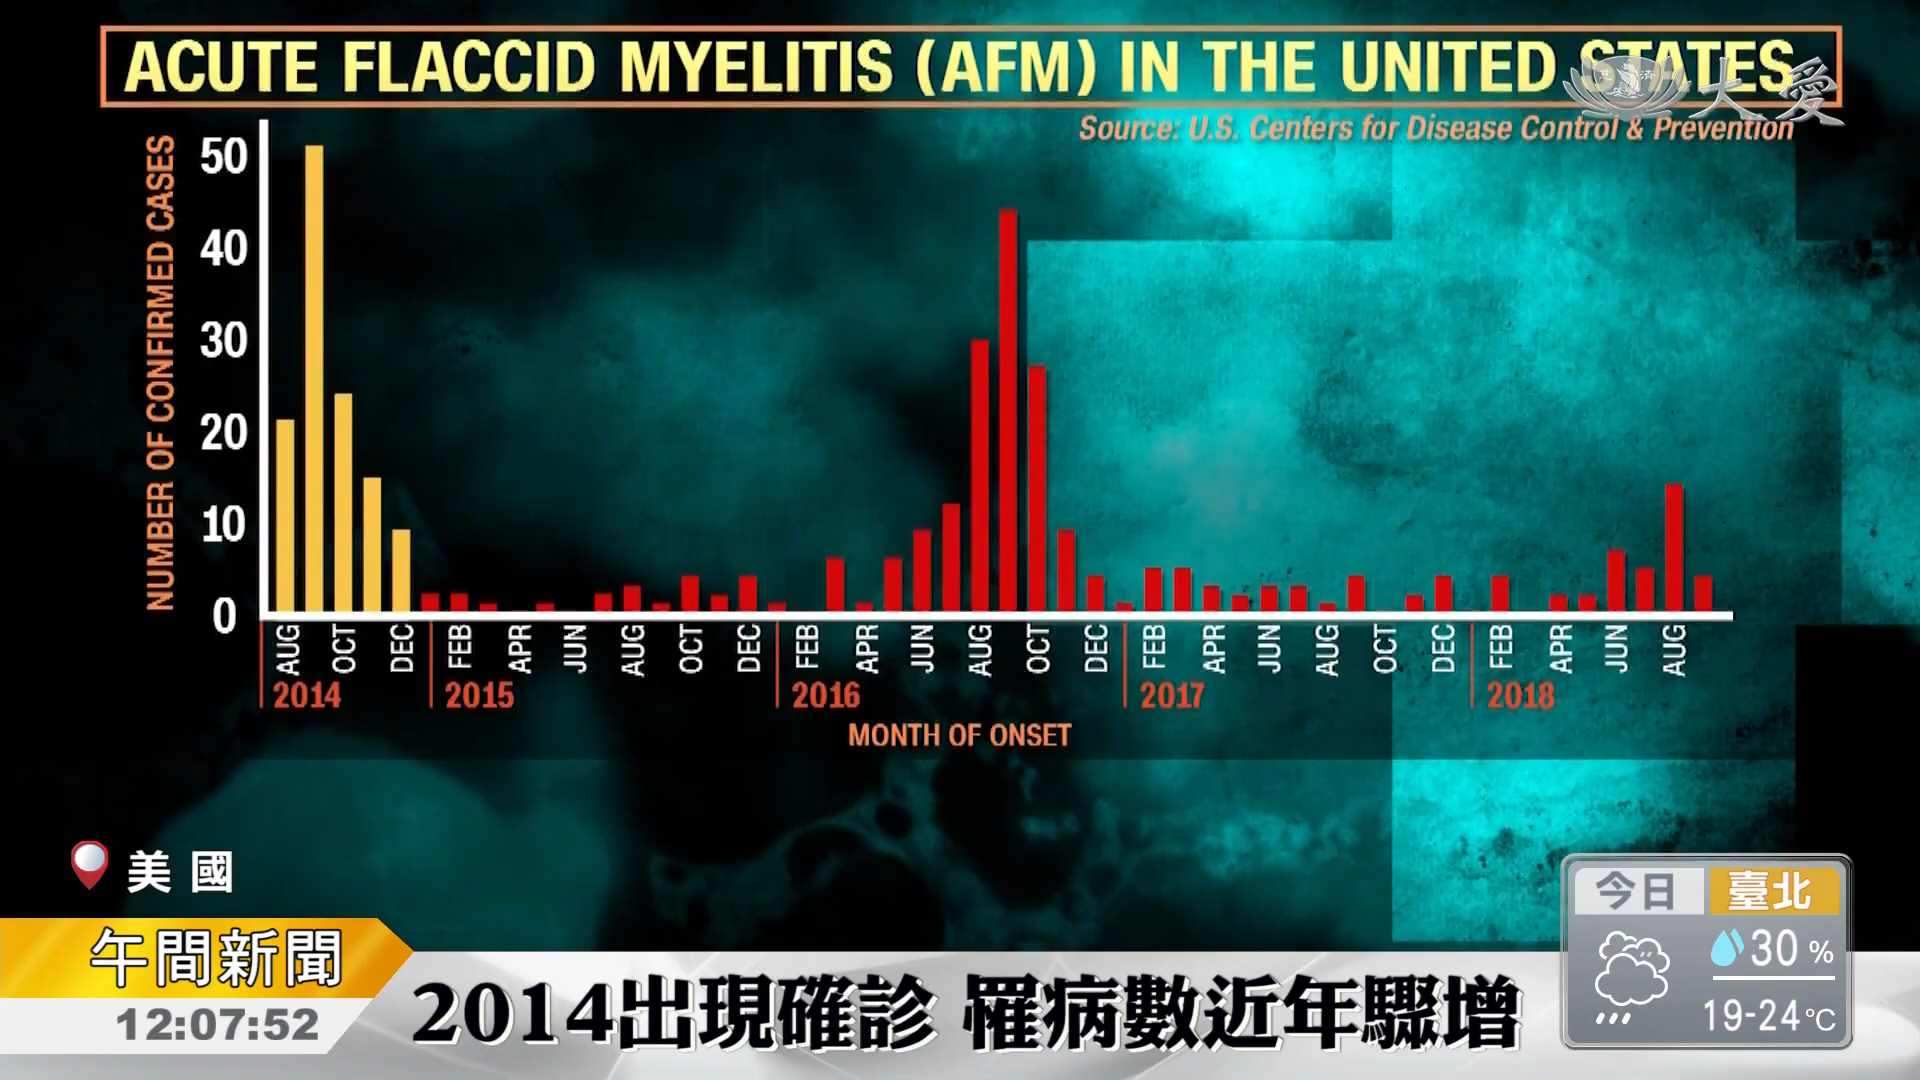 ACUTE FLACCID MYELITIS (AFM) IN THE UNITED STATES
大愛
慈濟
Source: U.S. Centers for Disease Control & Prevention
NUMBER OF CONFIRMED CASES
50
40
30
20
10
0
AUG OCT DEC FEB APR JUN AUG OCT DEC FEB APR JUN AUG OCT DEC FEB APR JUN AUG OCT DEC FEB APR JUN AUG
2014 2015 2016 2017 2018
MONTH OF ONSET
美國
今日 臺北
30 %
19-24°C
午間新聞
12:07:52
2014出現確診 罹病數近年驟增